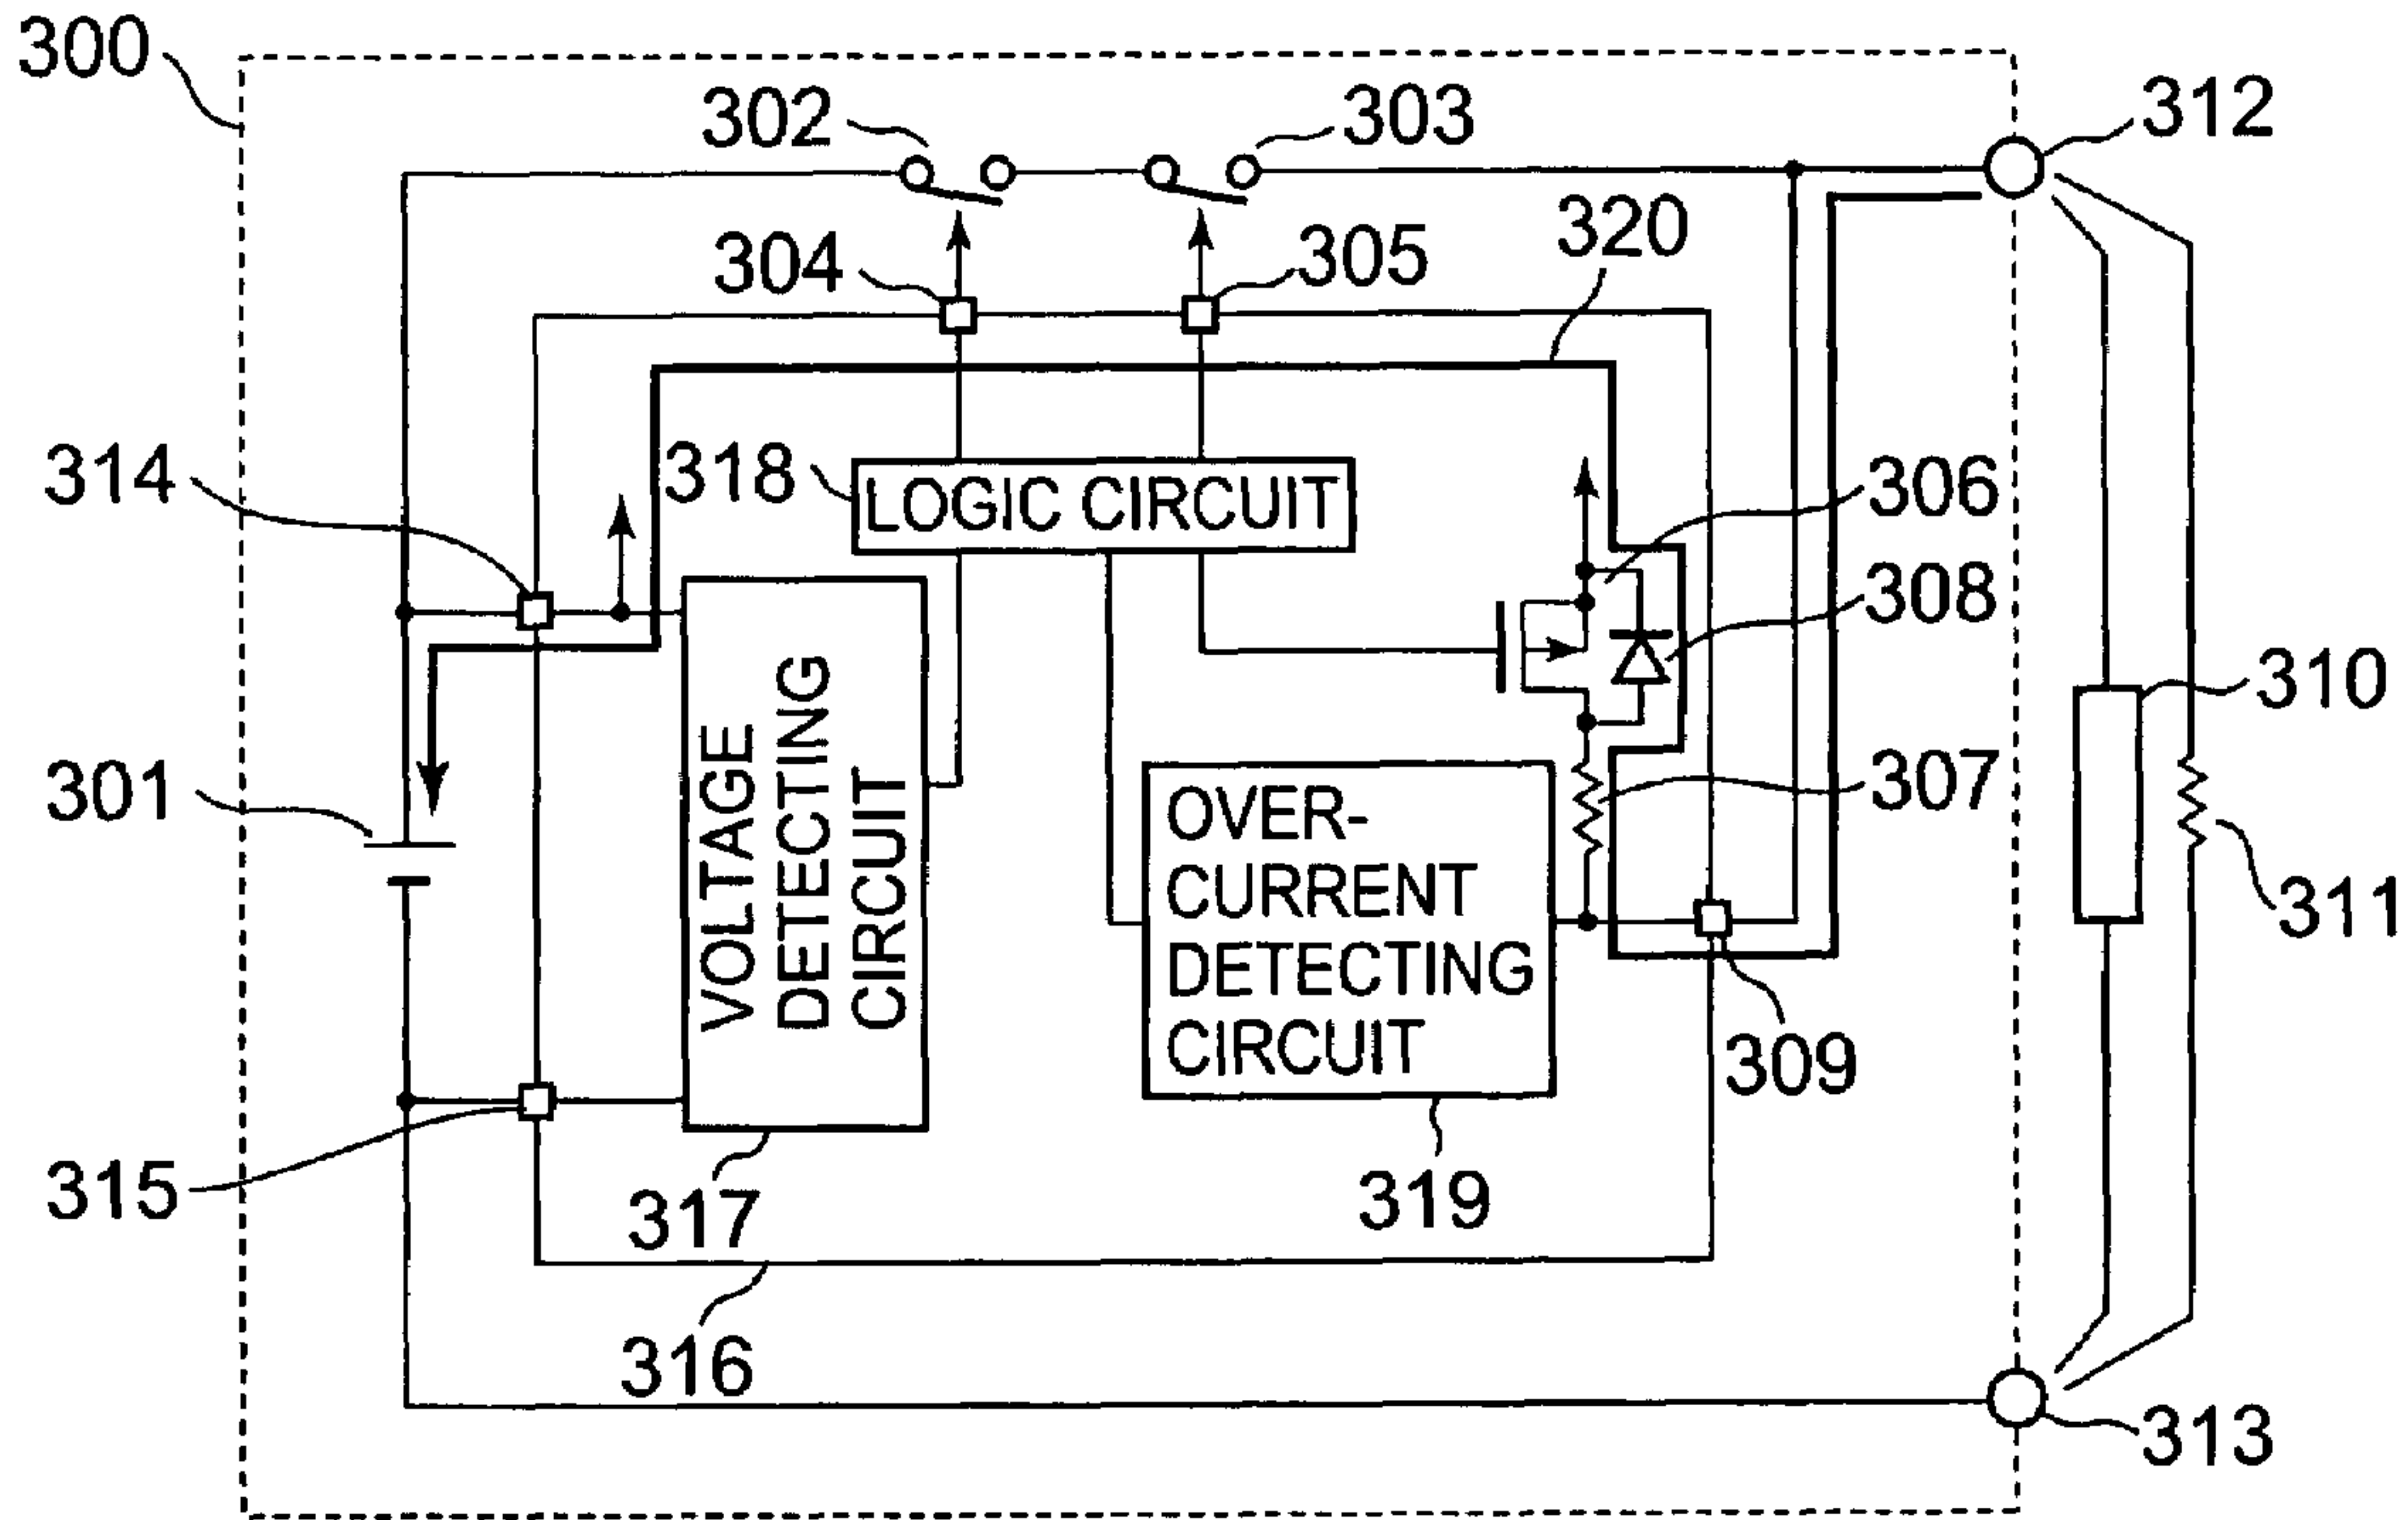 300
302
303
312
304
305
320
314
318
LOGIC CIRCUIT
306
308
310
301
VOLTAGE
DETECTING
CIRCUIT
OVER-
CURRENT
DETECTING
CIRCUIT
307
311
309
315
317
319
316
313